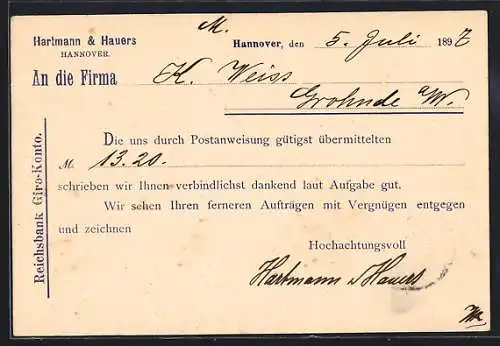 M.
Hartmann & Hauers
HANNOVER.
Hannover, den 5. Juli 1897
An die Firma K. Weiss
Grohnde a/W.
Reichsbank Giro-Konto.
Die uns durch Postanweisung gütigst übermittelten
M. 13.20.
schrieben wir Ihnen verbindlichst dankend laut Aufgabe gut.
Wir sehen Ihren ferneren Aufträgen mit Vergnügen entgegen
und zeichnen
Hochachtungsvoll
Hartmann & Hauers